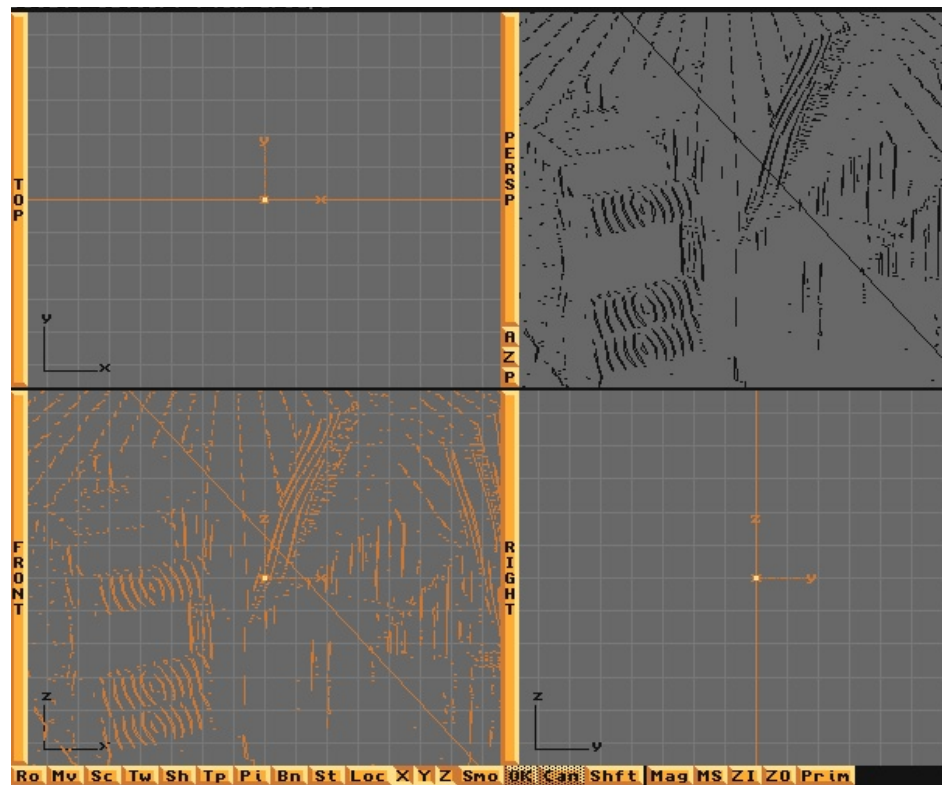 TOP
y
x
y
x
PERSP
A
Z
P
FRONT
z
x
z
x
RIGHT
z
y
z
y
Ro Mv Sc Tw Sh Tp Pi Bn St Loc X Y Z Smo OK Can Shft Mag MS ZI ZO Prim